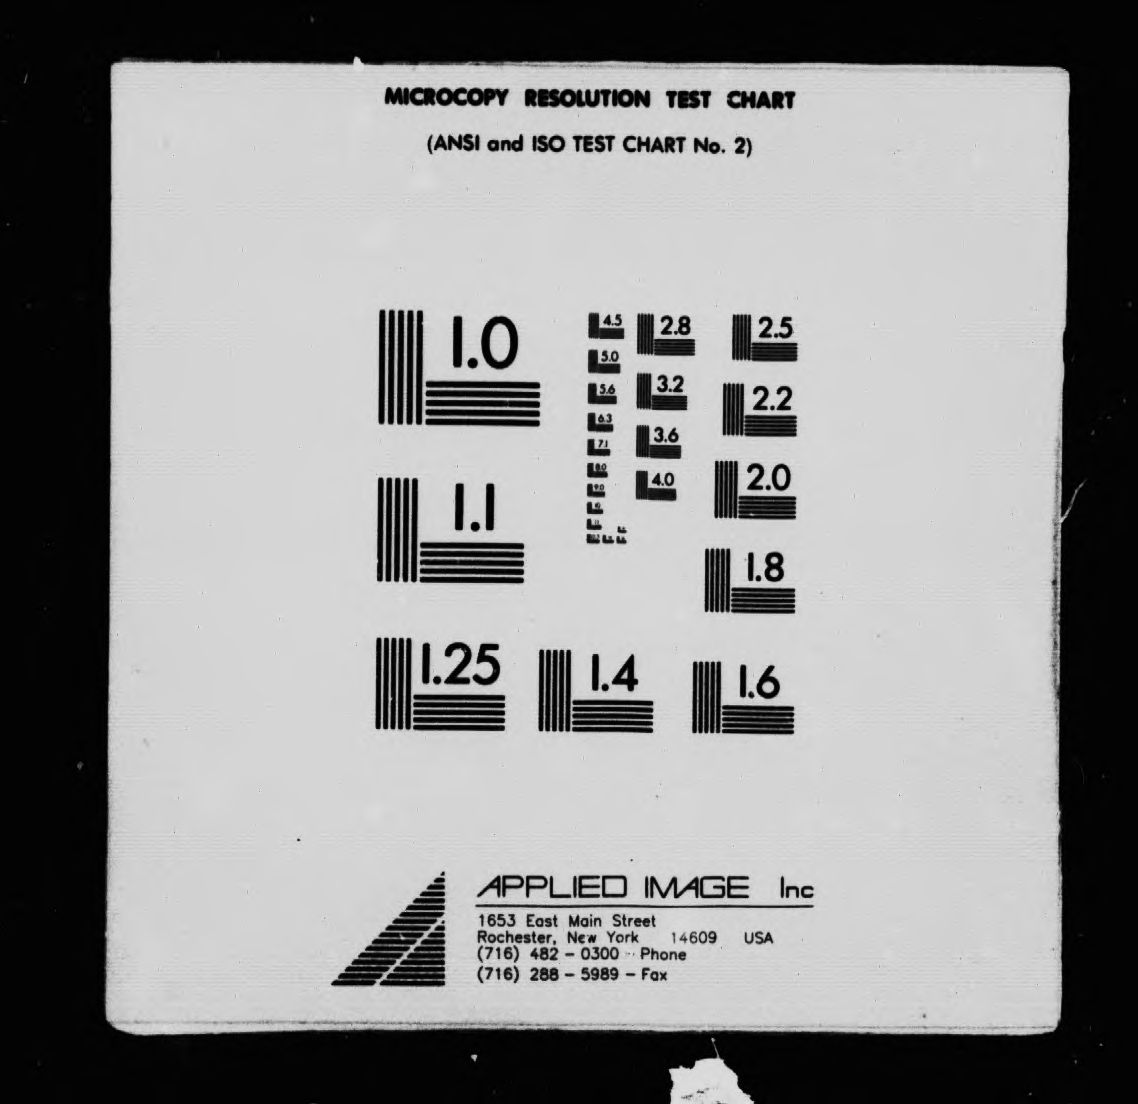 MICROCOPY RESOLUTION TEST CHART
(ANSI and ISO TEST CHART No. 2)
1.0
1.1
1.25
1.4
1.6
4.5
5.0
5.6
6.3
7.1
8.0
9.0
2.8
3.2
3.6
4.0
2.5
2.2
2.0
1.8
APPLIED IMAGE Inc
1653 East Main Street
Rochester, New York 14609 USA
(716) 482 – 0300 – Phone
(716) 288 – 5989 – Fax